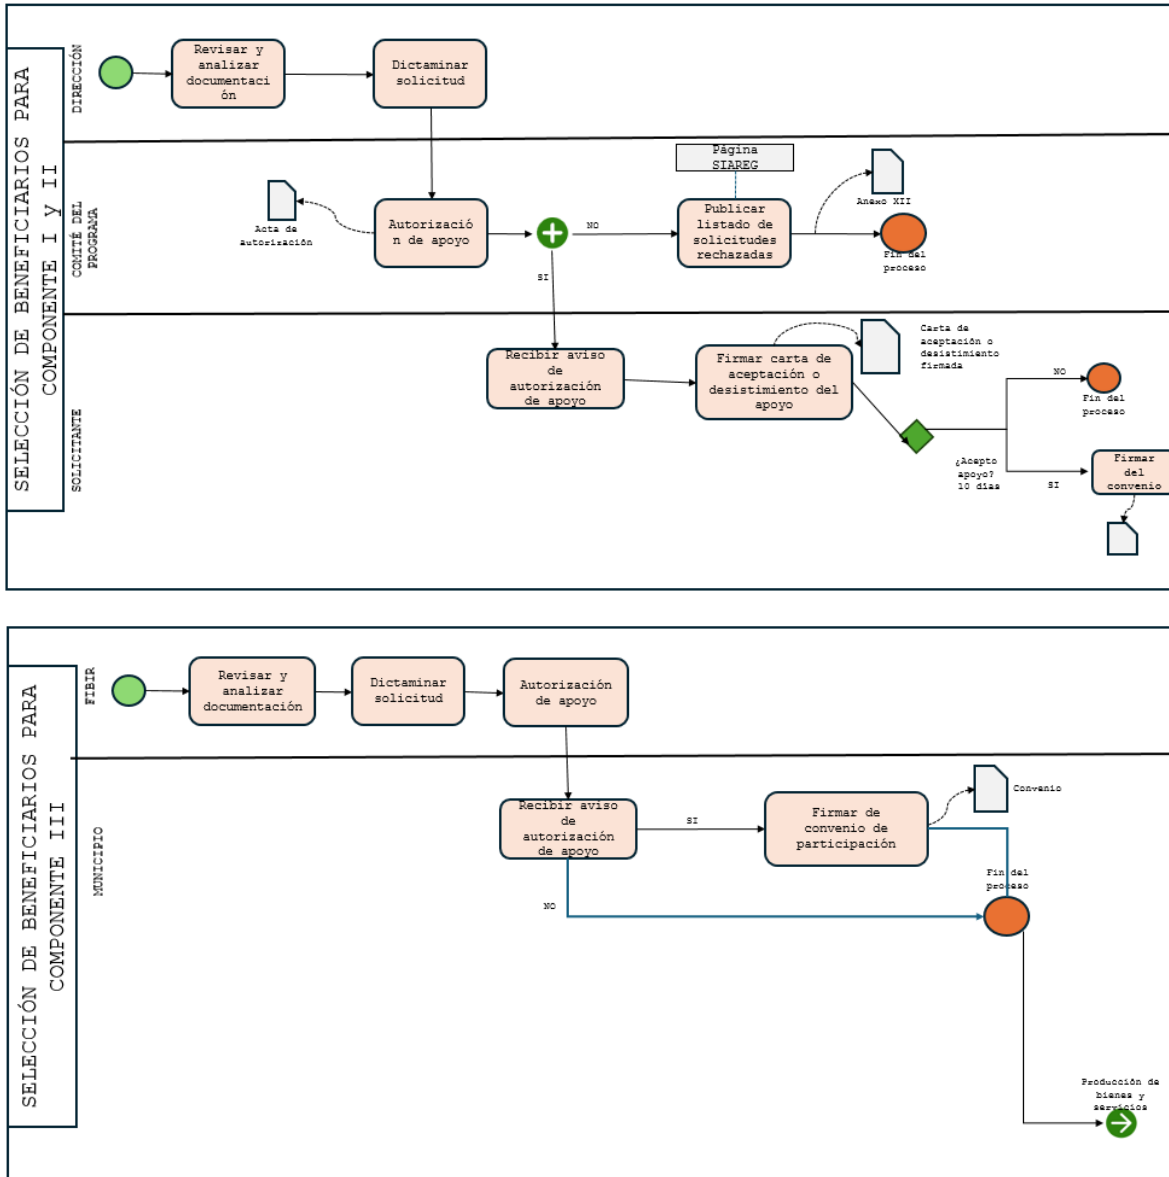 SELECCIÓN DE BENEFICIARIOS PARA
COMPONENTE I y II
DIRECCIÓN
Revisar y
analizar
documentaci
ón
Dictaminar
solicitud
COMITÉ DEL
PROGRAMA
Acta de
autorización
Autorizació
n de apoyo
NO
SI
Página
SIAREG
Publicar
listado de
solicitudes
rechazadas
Anexo XII
Fin del
proceso
SOLICITANTE
Recibir aviso
de
autorización
de apoyo
Firmar carta de
aceptación o
desistimiento del
apoyo
Carta de
aceptación o
desistimiento
firmada
¿Acepto
apoyo?
10 días
NO
Fin del
proceso
SI
Firmar
del
convenio
SELECCIÓN DE BENEFICIARIOS PARA
COMPONENTE III
FIBIR
Revisar y
analizar
documentación
Dictaminar
solicitud
Autorización
de apoyo
MUNICIPIO
Recibir aviso
de
autorización
de apoyo
SI
NO
Firmar de
convenio de
participación
Convenio
Fin del
proceso
Producción de
bienes y
servicios